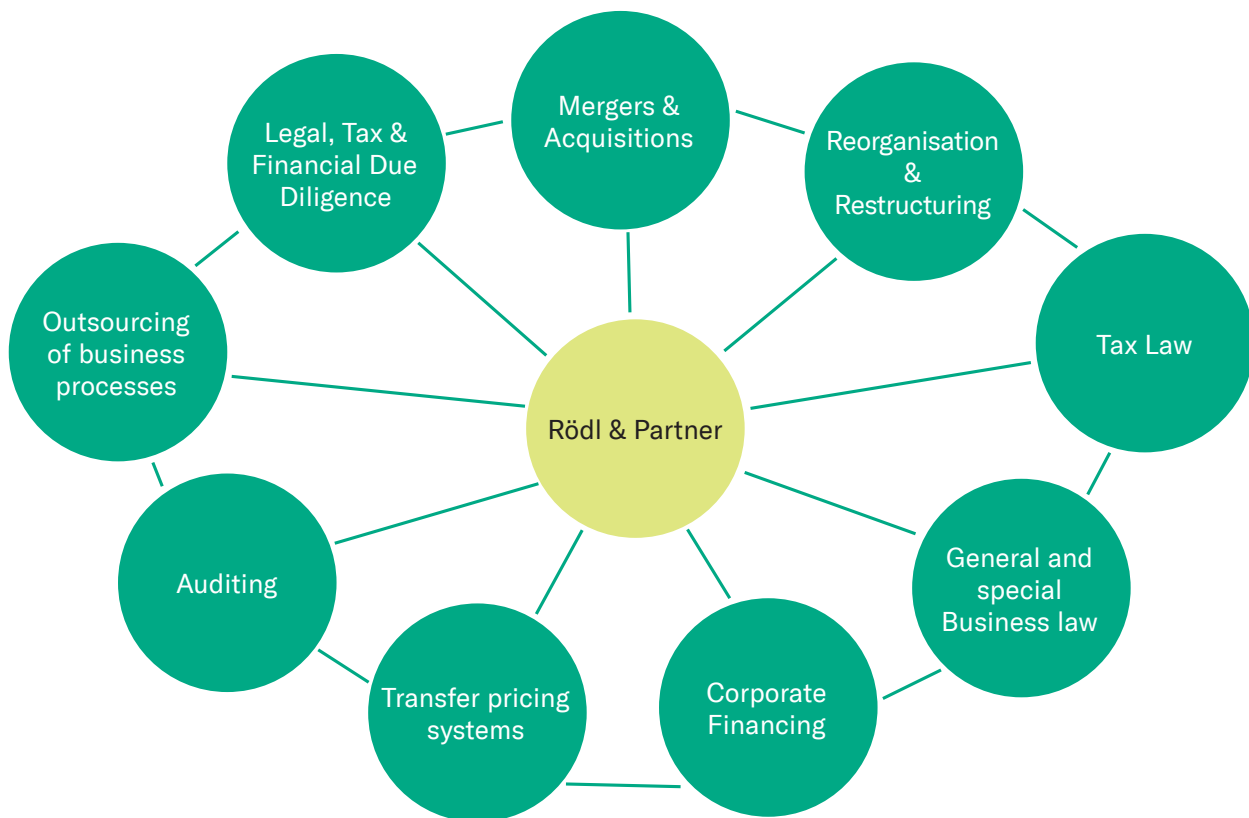 Mergers &
Acquisitions
Reorganisation
&
Restructuring
Tax Law
General and
special
Business law
Corporate
Financing
Transfer pricing
systems
Auditing
Outsourcing
of business
processes
Legal, Tax &
Financial Due
Diligence
Rödl & Partner